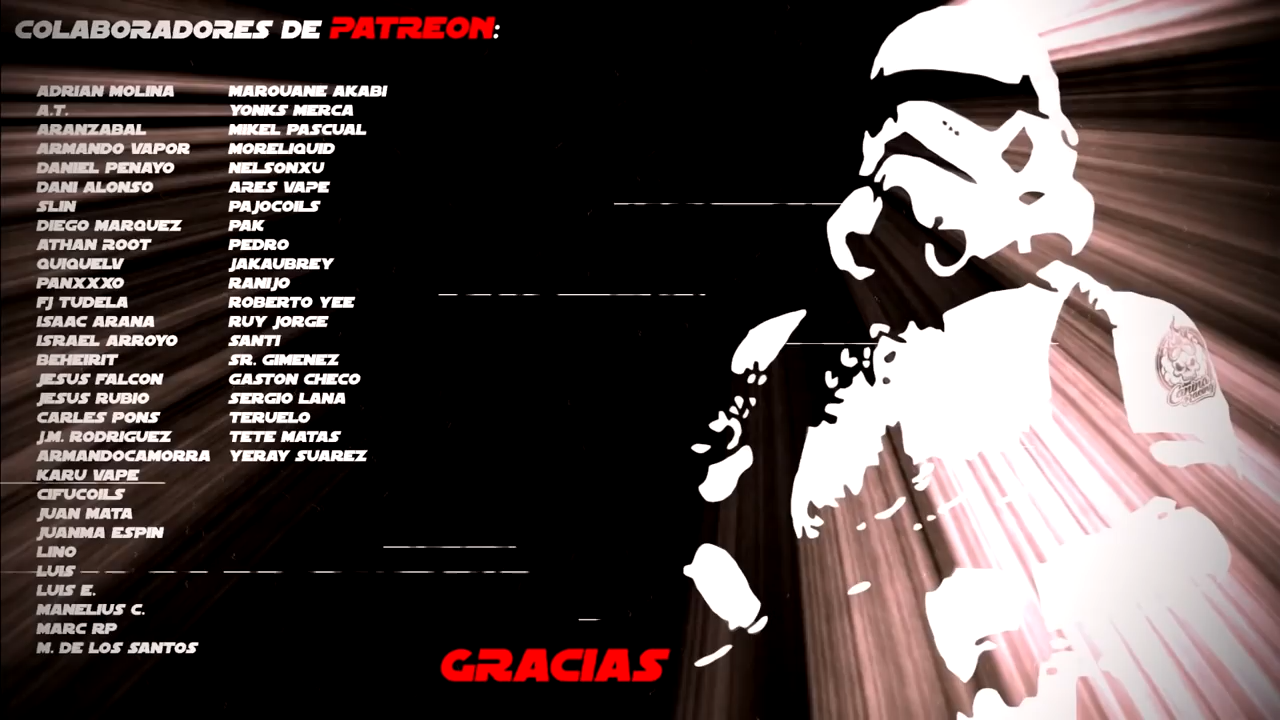 COLABORADORES DE PATREON:
ADRIAN MOLINA
A.T.
ARANZABAL
ARMANDO VAPOR
DANIEL PENAYO
DANI ALONSO
SLIN
DIEGO MARQUEZ
ATHAN ROOT
QUIQUELV
PANXXXO
FJ TUDELA
ISAAC ARANA
ISRAEL ARROYO
BEHEIRIT
JESUS FALCON
JESUS RUBIO
CARLES PONS
J.M. RODRIGUEZ
ARMANDOCAMORRA
KARU VAPE
CIFUCOILS
JUAN MATA
JUANMA ESPIN
LINO
LUIS
LUIS E.
MANELIUS C.
MARC RP
M. DE LOS SANTOS
MAROUANE AKABI
YONKS MERCA
MIKEL PASCUAL
MORELIQUID
NELSONXU
ARES VAPE
PAJOCOILS
PAK
PEDRO
JAKAUBREY
RANIJO
ROBERTO YEE
RUY JORGE
SANTI
SR. GIMENEZ
GASTON CHECO
SERGIO LANA
TERUELO
TETE MATAS
YERAY SUAREZ
Canina
GRACIAS